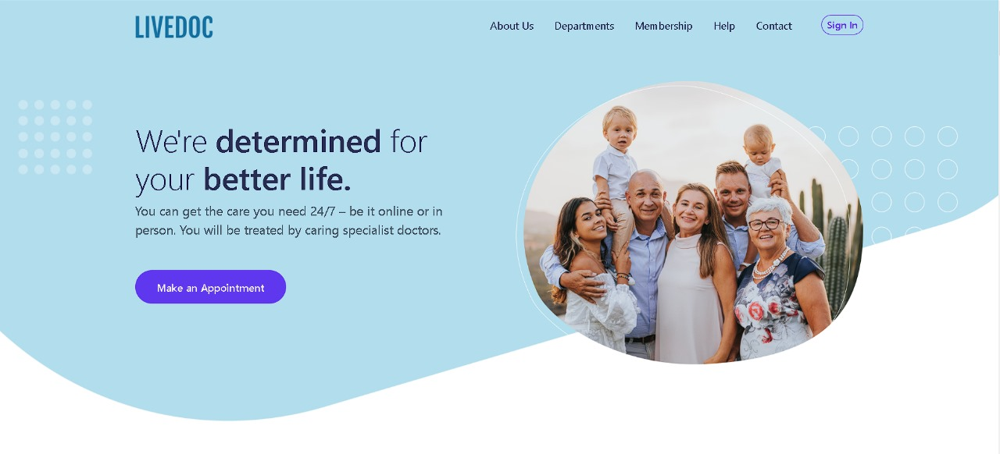 LIVEDOC
About Us Departments Membership Help Contact Sign In
We're determined for
your better life.
You can get the care you need 24/7 – be it online or in
person. You will be treated by caring specialist doctors.
Make an Appointment